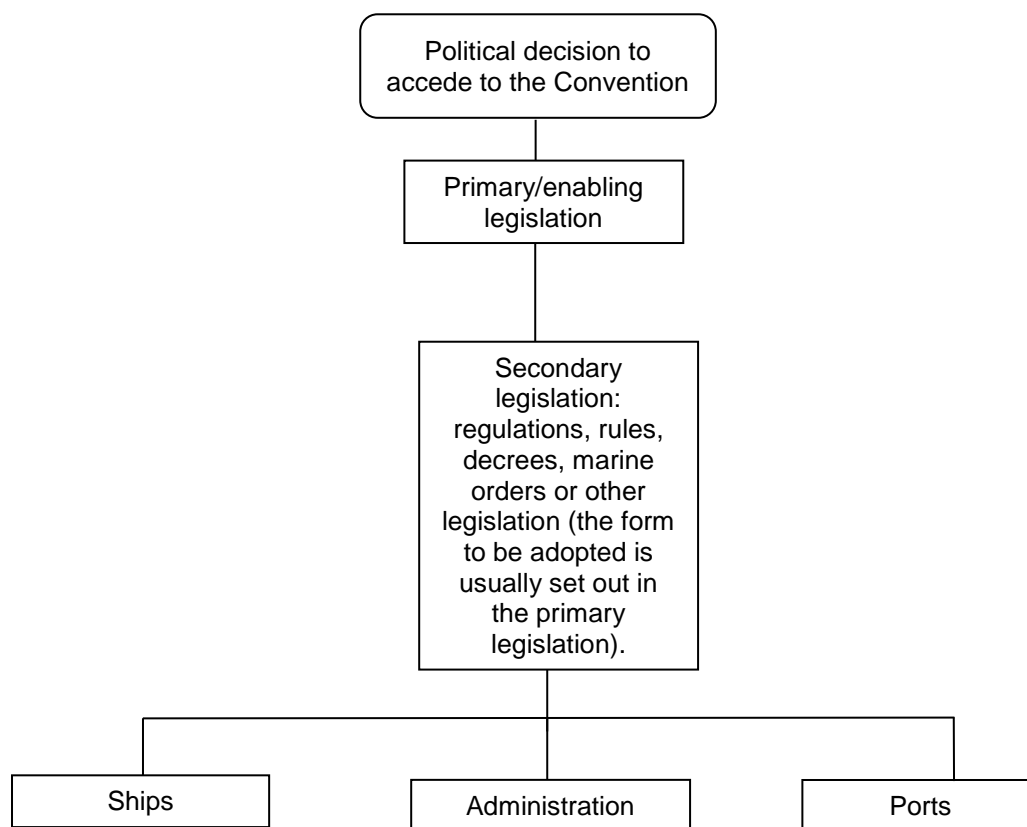 Political decision to
accede to the Convention
Primary/enabling
legislation
Secondary
legislation:
regulations, rules,
decrees, marine
orders or other
legislation (the form
to be adopted is
usually set out in
the primary
legislation).
Ships
Administration
Ports